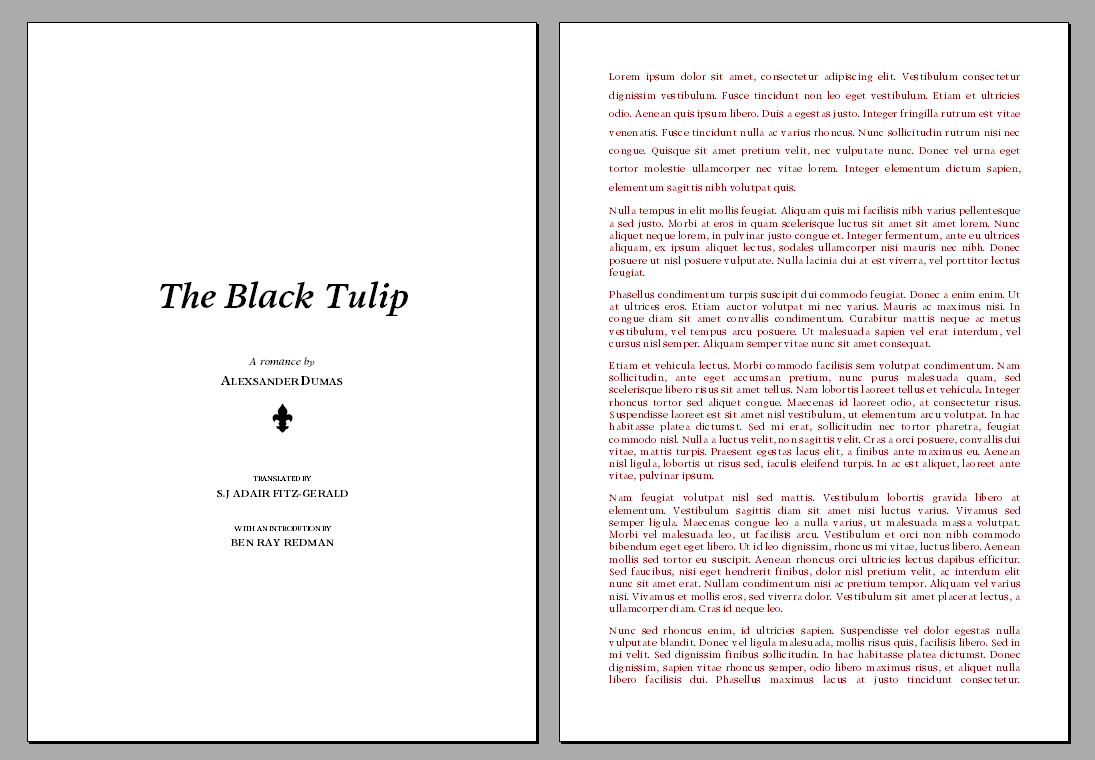 The Black Tulip
A romance by
ALEXSANDER DUMAS
TRANSLATED BY
S.J ADAIR FITZ-GERALD
WITH AN INTRODUTION BY
BEN RAY REDMAN
Lorem ipsum dolor sit amet, consectetur adipiscing elit. Vestibulum consectetur
dignissim vestibulum. Fusce tincidunt non leo eget vestibulum. Etiam et ultricies
odio. Aenean quis ipsum libero. Duis a egestas justo. Integer fringilla rutrum est vitae
venenatis. Fusce tincidunt nulla ac varius rhoncus. Nunc sollicitudin rutrum nisi nec
congue. Quisque sit amet pretium velit, nec vulputate nunc. Donec vel urna eget
tortor molestie ullamcorper nec vitae lorem. Integer elementum dictum sapien,
elementum sagittis nibh volutpat quis.
Nulla tempus in elit mollis feugiat. Aliquam quis mi facilisis nibh varius pellentesque
a sed justo. Morbi at eros in quam scelerisque luctus sit amet sit amet lorem. Nunc
aliquet neque lorem, in pulvinar justo congue et. Integer fermentum, ante eu ultrices
aliquam, ex ipsum aliquet lectus, sodales ullamcorper nisi mauris nec nibh. Donec
posuere ut nisl posuere vulputate. Nulla lacinia dui at est viverra, vel porttitor lectus
feugiat.
Phasellus condimentum turpis suscipit dui commodo feugiat. Donec a enim enim. Ut
at ultrices eros. Etiam auctor volutpat mi nec varius. Mauris ac maximus nisi. In
congue diam sit amet convallis condimentum. Curabitur mattis neque ac metus
vestibulum, vel tempus arcu posuere. Ut malesuada sapien vel erat interdum, vel
cursus nisl semper. Aliquam semper vitae nunc sit amet consequat.
Etiam et vehicula lectus. Morbi commodo facilisis sem volutpat condimentum. Nam
sollicitudin, ante eget accumsan pretium, nunc purus malesuada quam, sed
scelerisque libero risus sit amet tellus. Nam lobortis laoreet tellus et vehicula. Integer
rhoncus tortor sed aliquet congue. Maecenas id laoreet odio, at consectetur risus.
Suspendisse laoreet est sit amet nisl vestibulum, ut elementum arcu volutpat. In hac
habitasse platea dictumst. Sed mi erat, sollicitudin nec tortor pharetra, feugiat
commodo nisl. Nulla a luctus velit, non sagittis velit. Cras a orci posuere, convallis dui
vitae, mattis turpis. Praesent egestas lacus elit, a finibus ante maximus eu. Aenean
nisl ligula, lobortis ut risus sed, iaculis eleifend turpis. In ac est aliquet, laoreet ante
vitae, pulvinar ipsum.
Nam feugiat volutpat nisl sed mattis. Vestibulum lobortis gravida libero at
elementum. Vestibulum sagittis diam sit amet nisi luctus varius. Vivamus sed
semper ligula. Maecenas congue leo a nulla varius, ut malesuada massa volutpat.
Morbi vel malesuada leo, ut facilisis arcu. Vestibulum et orci non nibh commodo
bibendum eget eget libero. Ut id leo dignissim, rhoncus mi vitae, luctus libero. Aenean
mollis sed tortor eu suscipit. Aenean rhoncus orci ultricies lectus dapibus efficitur.
Sed faucibus, nisi eget hendrerit finibus, dolor nisl pretium velit, ac interdum elit
nunc sit amet erat. Nullam condimentum nisi ac pretium tempor. Aliquam vel varius
nisi. Vivamus et mollis eros, sed viverra dolor. Vestibulum sit amet placerat lectus, a
ullamcorper diam. Cras id neque leo.
Nunc sed rhoncus enim, id ultricies sapien. Suspendisse vel dolor egestas nulla
vulputate blandit. Donec vel ligula malesuada, mollis risus quis, facilisis libero. Sed in
mi velit. Sed dignissim finibus sollicitudin. In hac habitasse platea dictumst. Donec
dignissim, sapien vitae rhoncus semper, odio libero maximus risus, et aliquet nulla
libero facilisis dui. Phasellus maximus lacus at justo tincidunt consectetur.